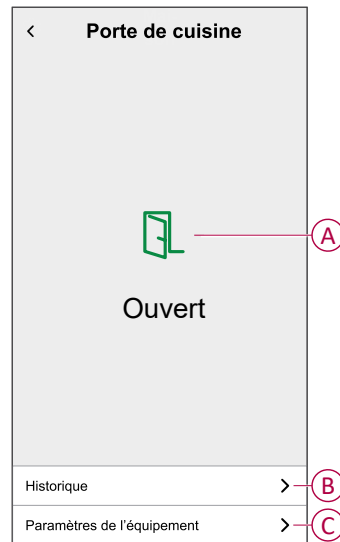 Porte de cuisine
A
Ouvert
Historique
B
Paramètres de l'équipement
C